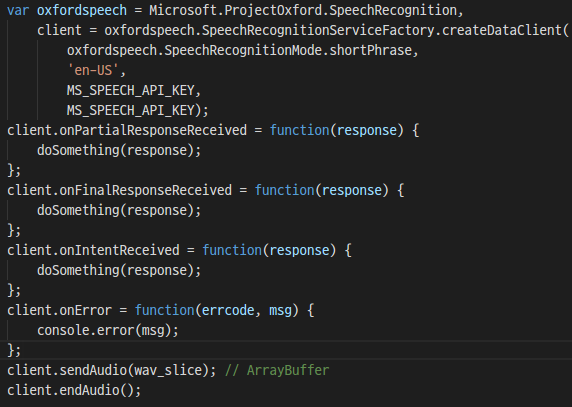 var oxfordspeech = Microsoft.ProjectOxford.SpeechRecognition,
    client = oxfordspeech.SpeechRecognitionServiceFactory.createDataClient(
        oxfordspeech.SpeechRecognitionMode.shortPhrase,
        'en-US',
        MS_SPEECH_API_KEY,
        MS_SPEECH_API_KEY);
client.onPartialResponseReceived = function(response) {
    doSomething(response);
};
client.onFinalResponseReceived = function(response) {
    doSomething(response);
};
client.onIntentReceived = function(response) {
    doSomething(response);
};
client.onError = function(errcode, msg) {
    console.error(msg);
};
client.sendAudio(wav_slice); // ArrayBuffer
client.endAudio();